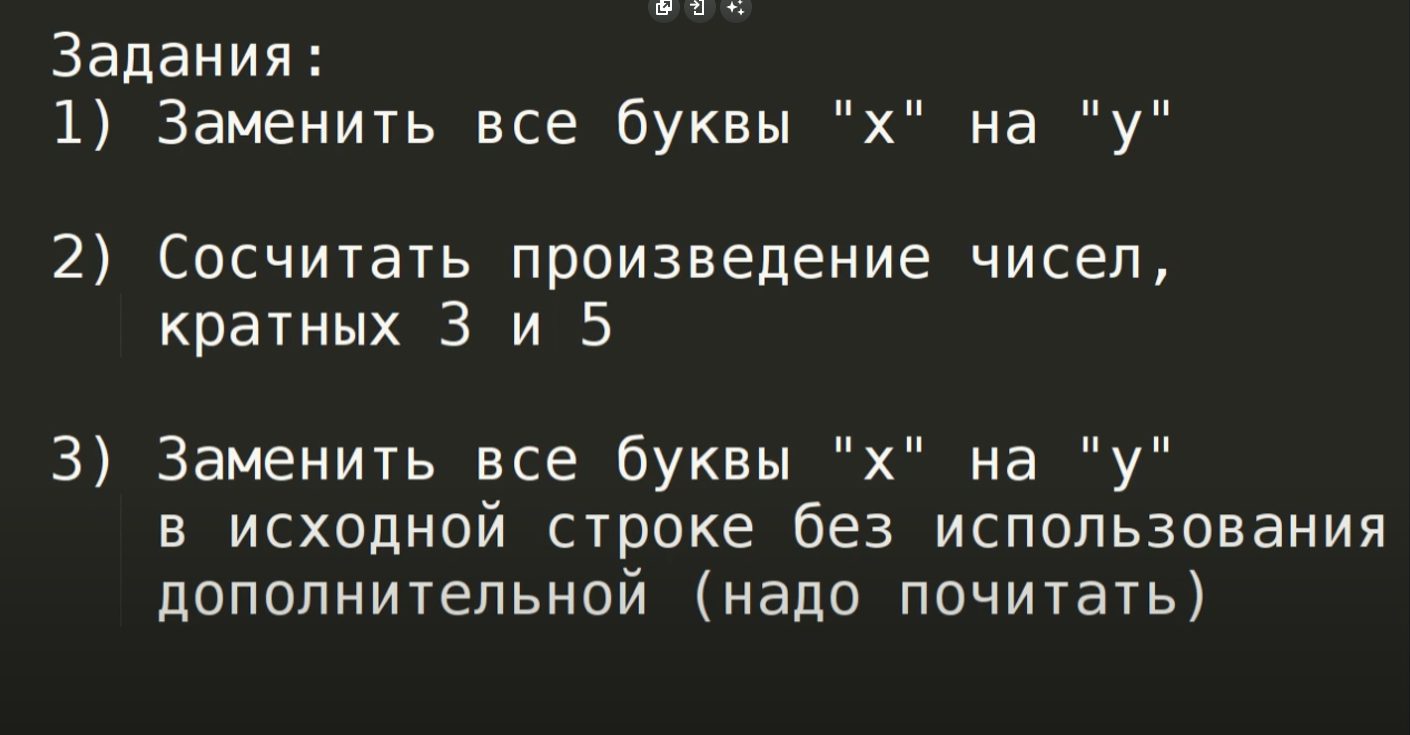 Задания:
1) Заменить все буквы "x" на "y"
2) Сосчитать произведение чисел,
кратных 3 и 5
3) Заменить все буквы "x" на "y"
в исходной строке без использования
дополнительной (надо почитать)